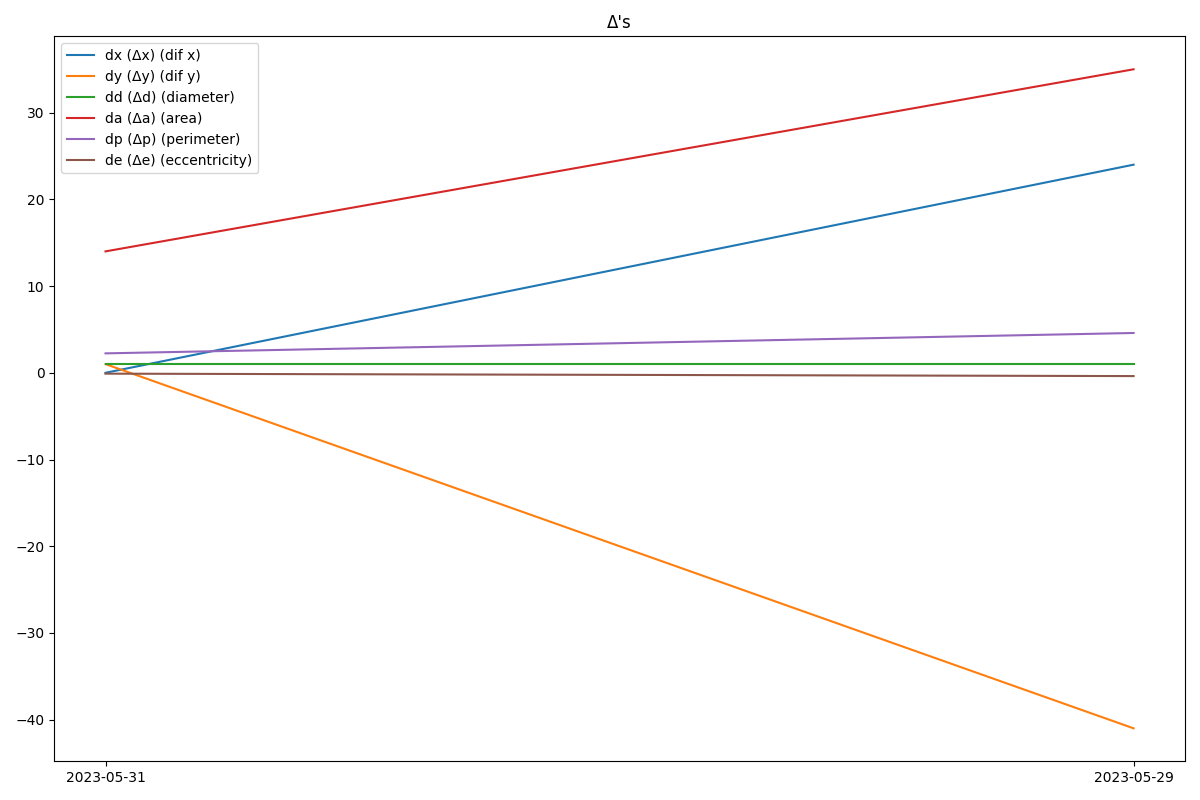 Δ's
dx (Δx) (dif x)
dy (Δy) (dif y)
dd (Δd) (diameter)
da (Δa) (area)
dp (Δp) (perimeter)
de (Δe) (eccentricity)
30
20
10
0
−10
−20
−30
−40
2023-05-31 2023-05-29